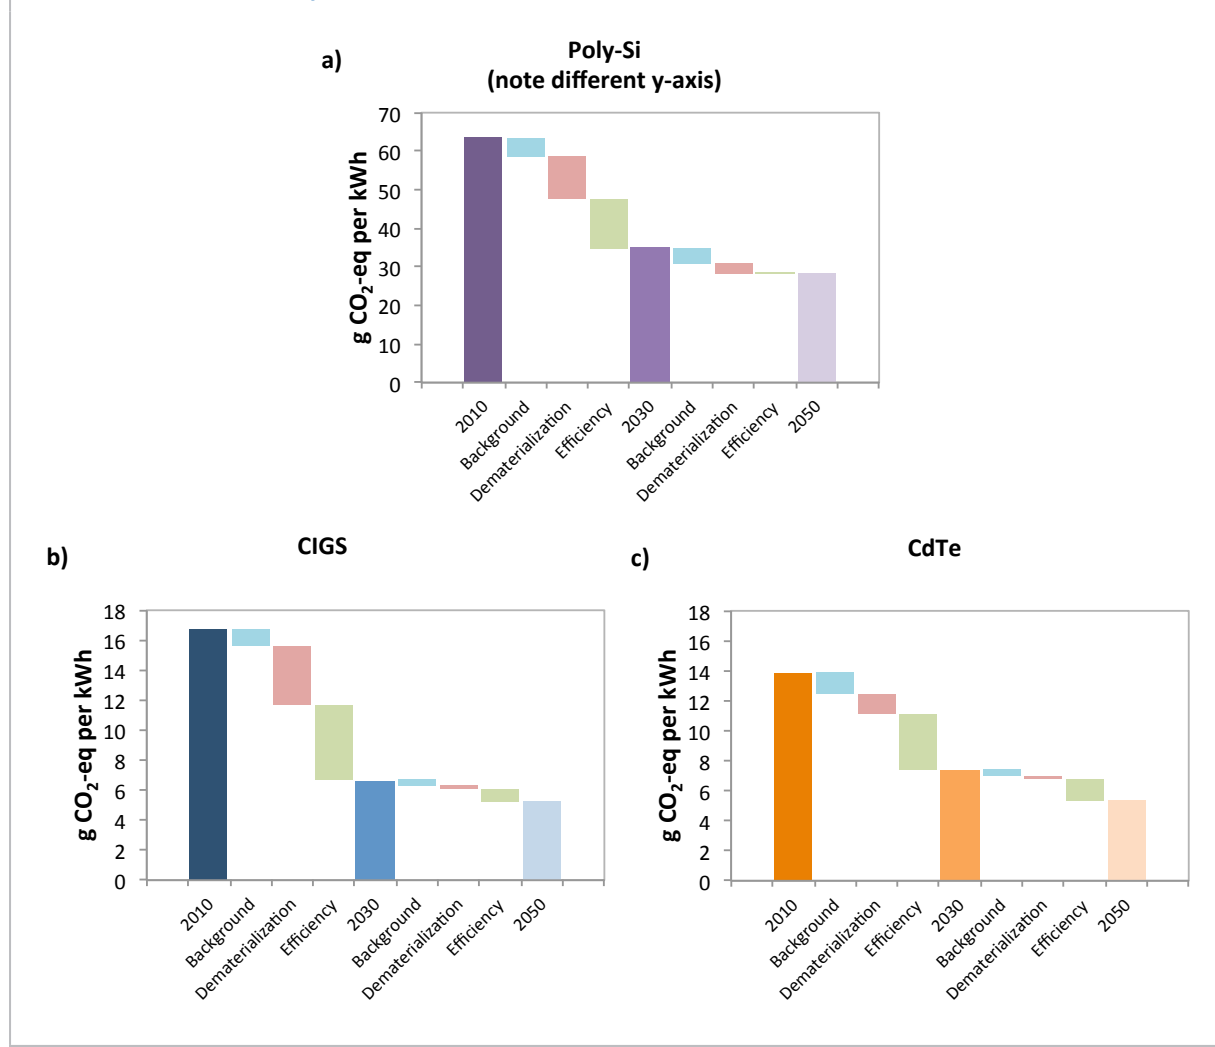 a)
Poly-Si
(note different y-axis)
g CO₂-eq per kWh
70
60
50
40
30
20
10
0
2010
Background
Dematerialization
Efficiency
2030
Background
Dematerialization
Efficiency
2050
b)
CIGS
g CO₂-eq per kWh
18
16
14
12
10
8
6
4
2
0
2010
Background
Dematerialization
Efficiency
2030
Background
Dematerialization
Efficiency
2050
c)
CdTe
g CO₂-eq per kWh
18
16
14
12
10
8
6
4
2
0
2010
Background
Dematerialization
Efficiency
2030
Background
Dematerialization
Efficiency
2050